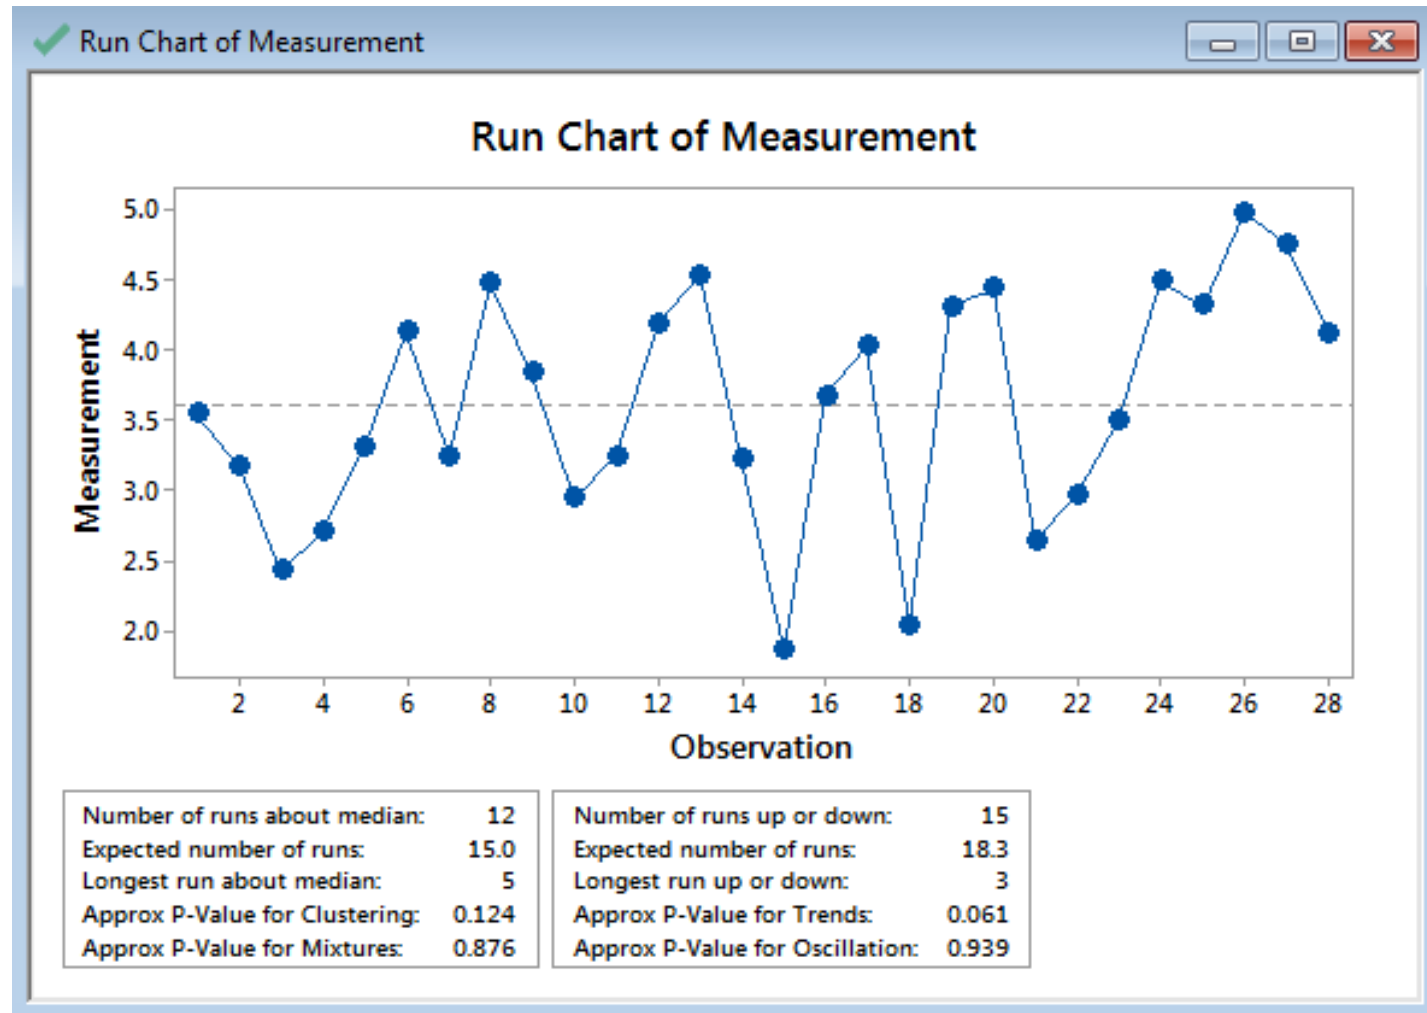 Run Chart of Measurement
Run Chart of Measurement
5.0
4.5
4.0
3.5
3.0
2.5
2.0
Measurement
2 4 6 8 10 12 14 16 18 20 22 24 26 28
Observation
Number of runs about median: 12
Expected number of runs: 15.0
Longest run about median: 5
Approx P-Value for Clustering: 0.124
Approx P-Value for Mixtures: 0.876
Number of runs up or down: 15
Expected number of runs: 18.3
Longest run up or down: 3
Approx P-Value for Trends: 0.061
Approx P-Value for Oscillation: 0.939